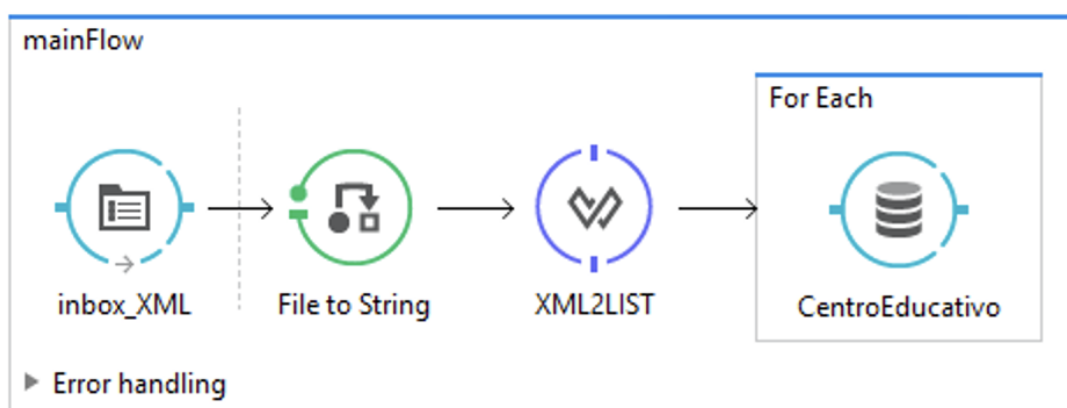 mainFlow
For Each
inbox_XML
File to String
XML2LIST
CentroEducativo
Error handling